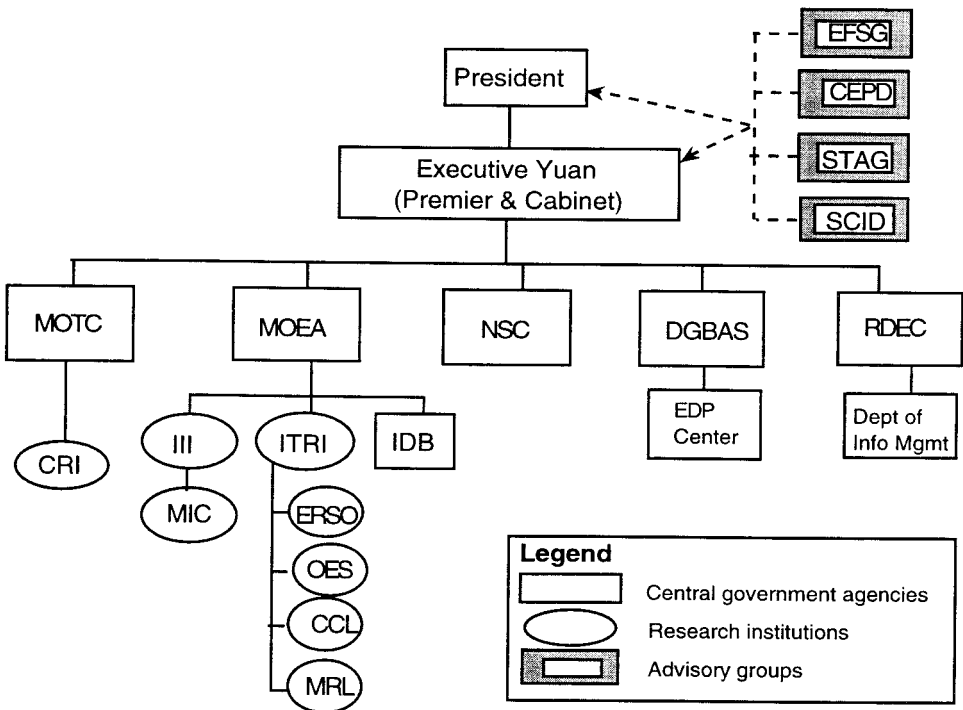 EFSG
President
CEPD
STAG
Executive Yuan
(Premier & Cabinet)
SCID
MOTC
MOEA
NSC
DGBAS
RDEC
EDP
Center
Dept of
Info Mgmt
CRI
III
ITRI
IDB
MIC
ERSO
OES
CCL
MRL
Legend
Central government agencies
Research institutions
Advisory groups